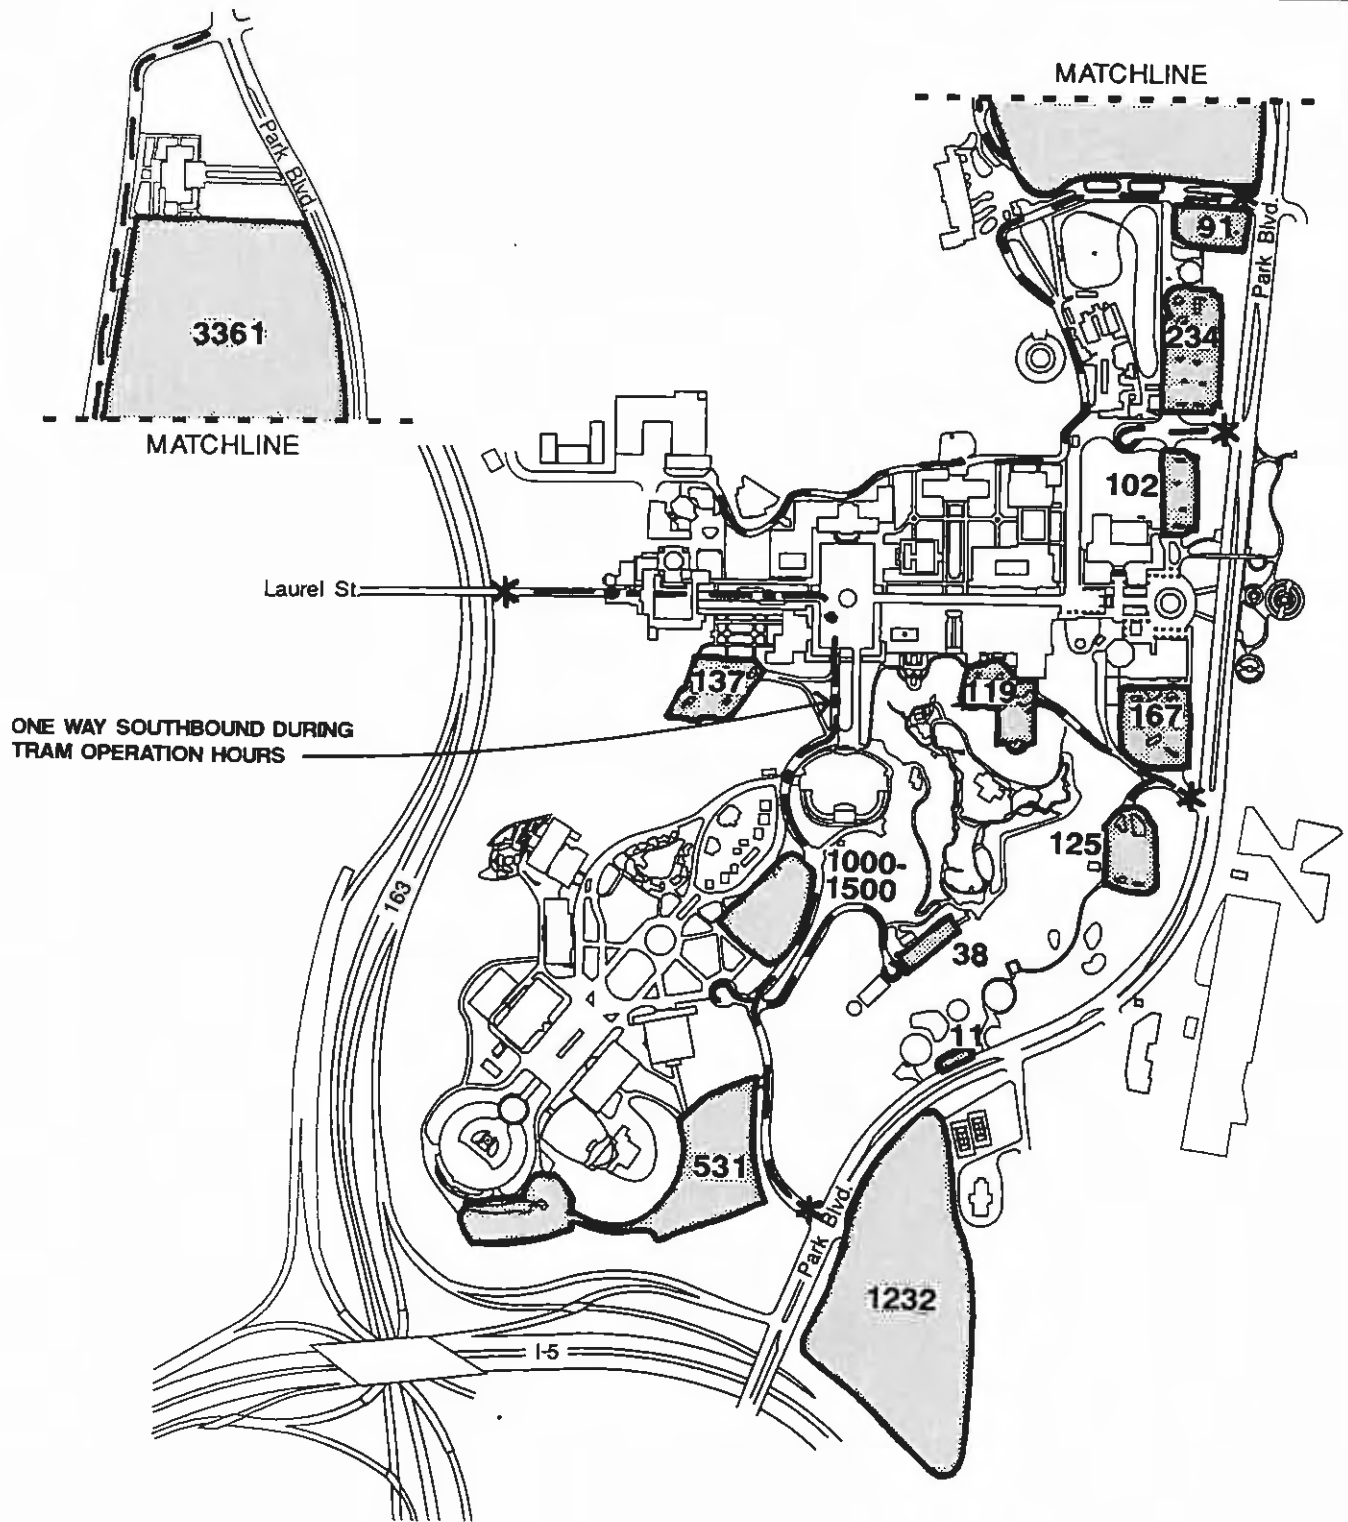 MATCHLINE
Park Blvd
3361
MATCHLINE
91
Park Blvd.
234
102
Laurel St.
137
119
167
ONE WAY SOUTHBOUND DURING
TRAM OPERATION HOURS
125
1000-
1500
163
38
11
531
Park Blvd.
1232
I-5